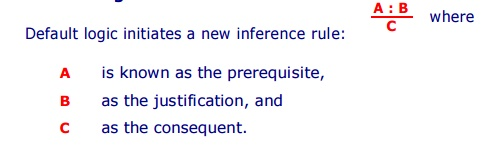 Default logic initiates a new inference rule: A : B / C where
A is known as the prerequisite,
B as the justification, and
C as the consequent.